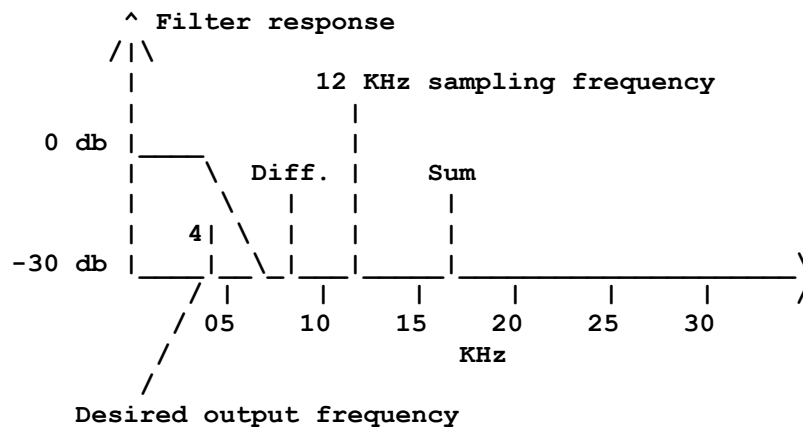 ^ Filter response
12 KHz sampling frequency
0 db
Diff. Sum
4
-30 db
05 10 15 20 25 30
KHz
Desired output frequency